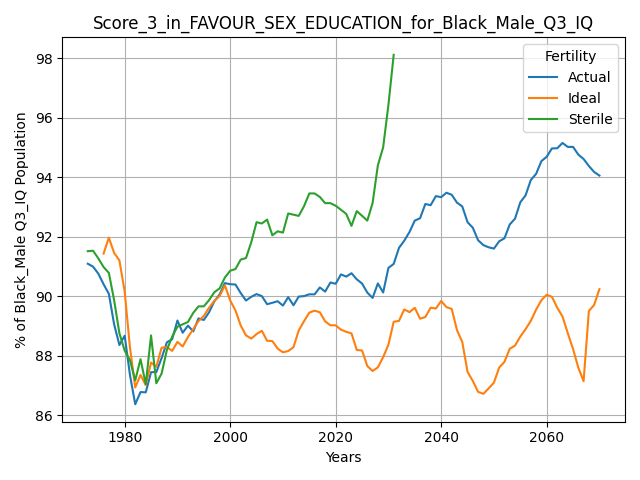 Score_3_in_FAVOUR_SEX_EDUCATION_for_Black_Male_Q3_IQ
% of Black_Male Q3_IQ Population
98
96
94
92
90
88
86
Fertility
Actual
Ideal
Sterile
1980 2000 2020 2040 2060
Years